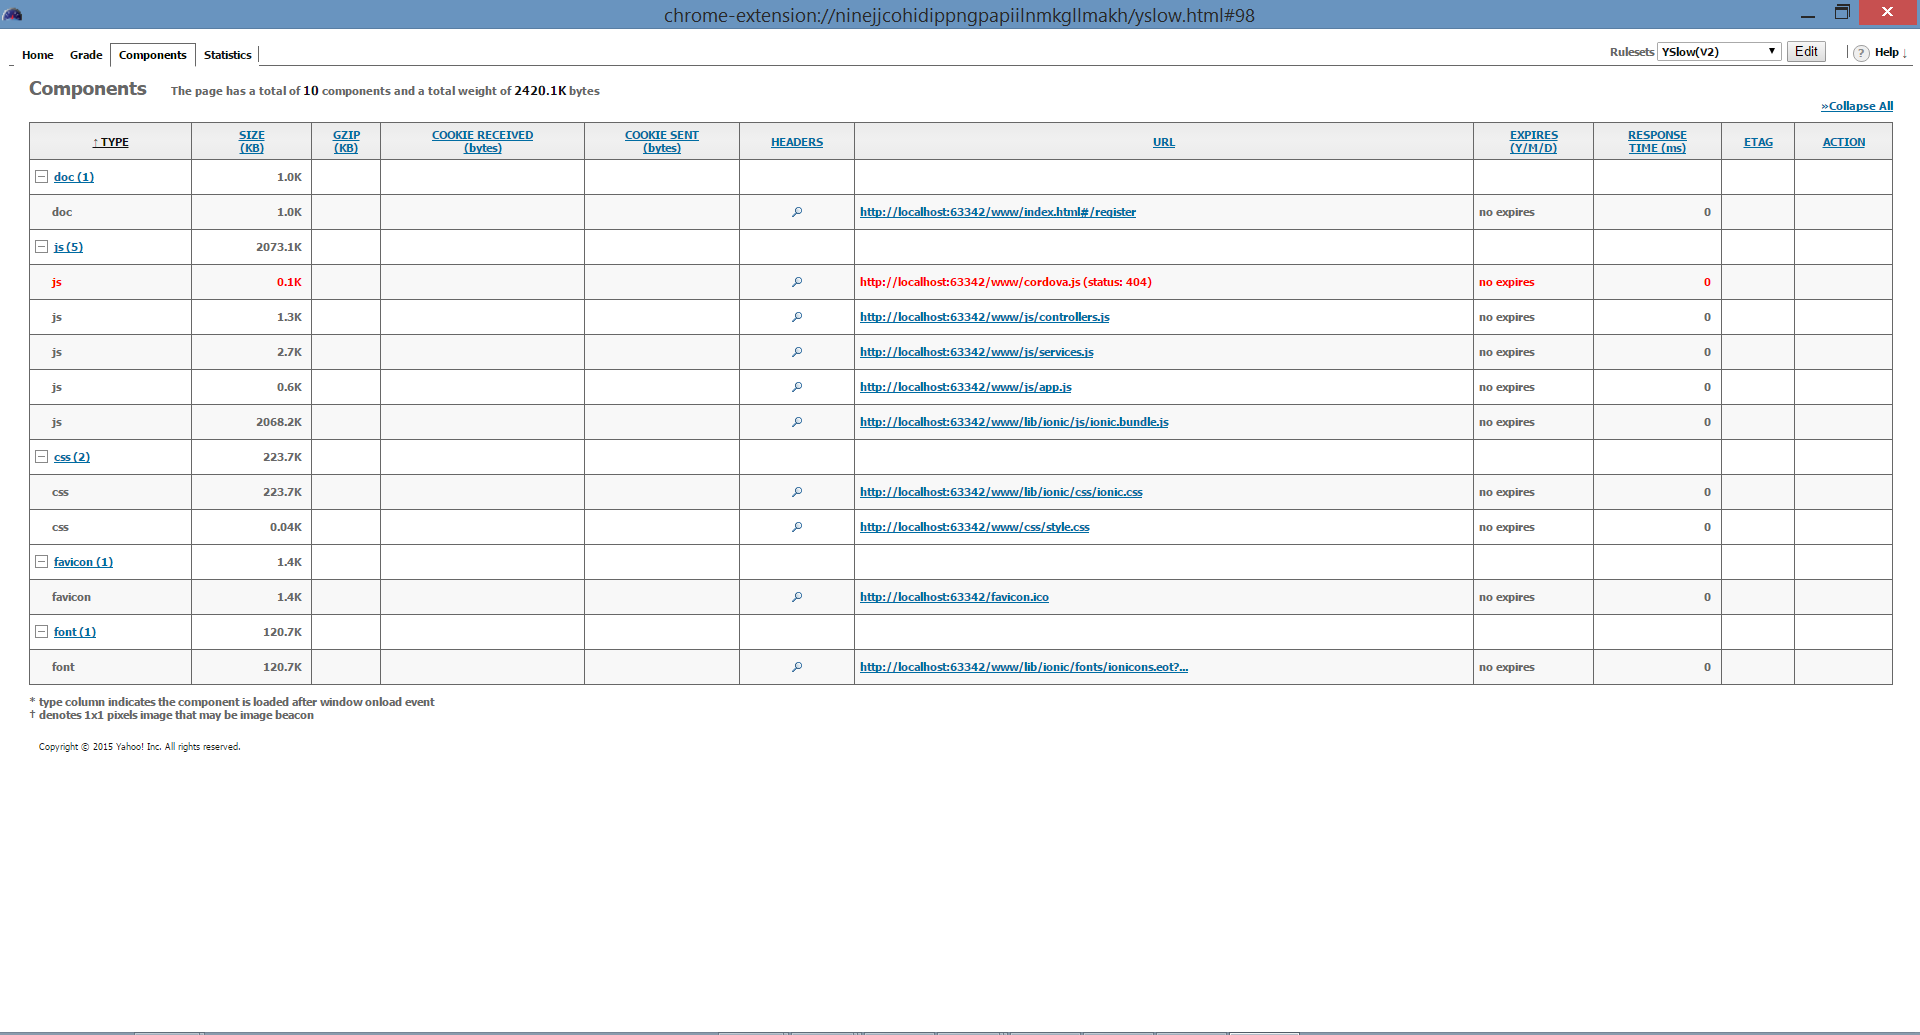 chrome-extension://ninejjcohidippngpapiilnmkgllmakh/yslow.html#98
Home Grade Components Statistics Rulesets YSlow(V2) ▼ Edit ? Help ↓
Components The page has a total of 10 components and a total weight of 2420.1K bytes
»Collapse All
↑ TYPE SIZE (KB) GZIP (KB) COOKIE RECEIVED (bytes) COOKIE SENT (bytes) HEADERS URL EXPIRES (Y/M/D) RESPONSE TIME (ms) ETAG ACTION
doc (1) 1.0K
doc 1.0K http://localhost:63342/www/index.html#/register no expires 0
js (5) 2073.1K
js 0.1K http://localhost:63342/www/cordova.js (status: 404) no expires 0
js 1.3K http://localhost:63342/www/js/controllers.js no expires 0
js 2.7K http://localhost:63342/www/js/services.js no expires 0
js 0.6K http://localhost:63342/www/js/app.js no expires 0
js 2068.2K http://localhost:63342/www/lib/ionic/js/ionic.bundle.js no expires 0
css (2) 223.7K
css 223.7K http://localhost:63342/www/lib/ionic/css/ionic.css no expires 0
css 0.04K http://localhost:63342/www/css/style.css no expires 0
favicon (1) 1.4K
favicon 1.4K http://localhost:63342/favicon.ico no expires 0
font (1) 120.7K
font 120.7K http://localhost:63342/www/lib/ionic/fonts/ionicons.eot?... no expires 0
* type column indicates the component is loaded after window onload event
† denotes 1x1 pixels image that may be image beacon
Copyright © 2015 Yahoo! Inc. All rights reserved.